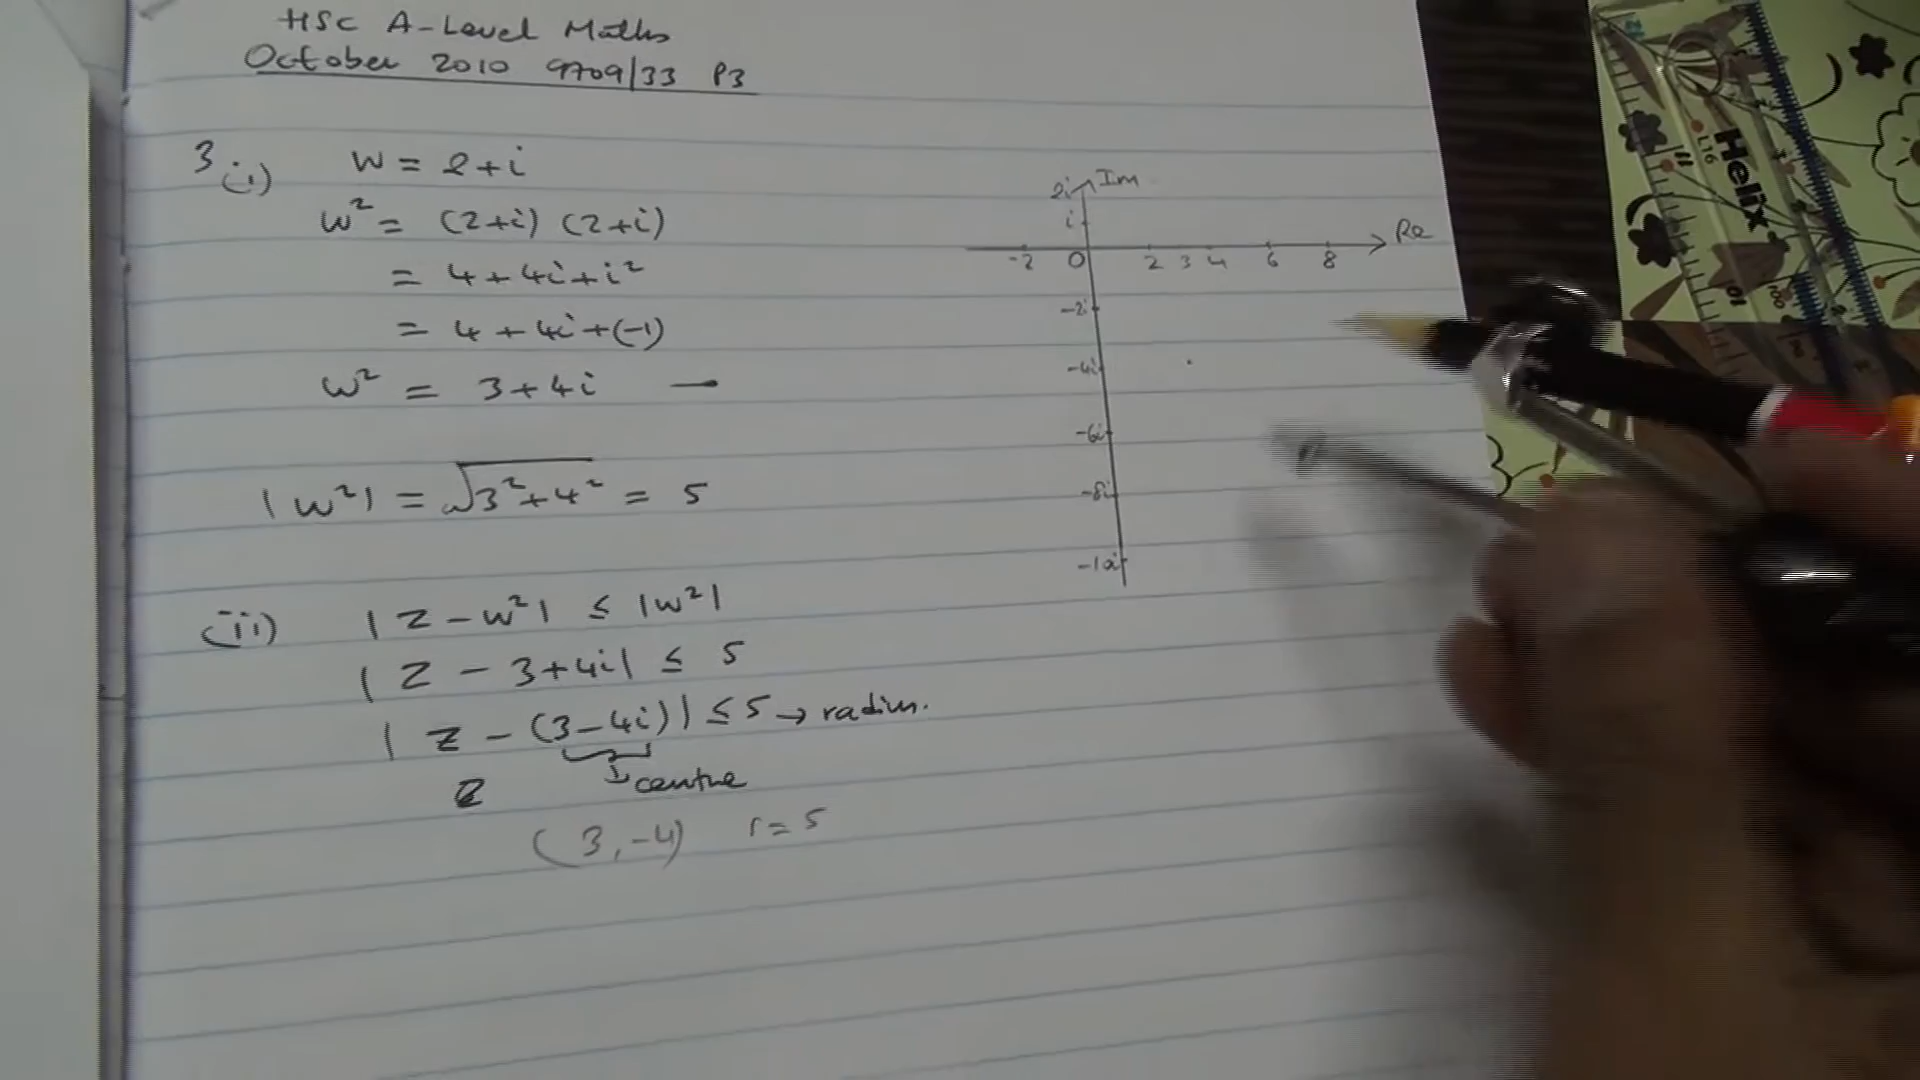 HSC A-Level Maths
October 2010 9709/33 P3
3 (i) W = 2+i
W² = (2+i) (2+i)
= 4 + 4i + i²
= 4 + 4i + (-1)
W² = 3 + 4i —
|W²| = √3²+4² = 5
(ii) |Z - W²| ≤ |W²|
|Z - 3+4i| ≤ 5
|Z - (3-4i)| ≤ 5 → radius.
Z centre
(3, -4) r = 5
2i Im
i
Re
-2 0 2 3 4 6 8
-2i
-4i
-6i
-8i
-10i
Helix
L16